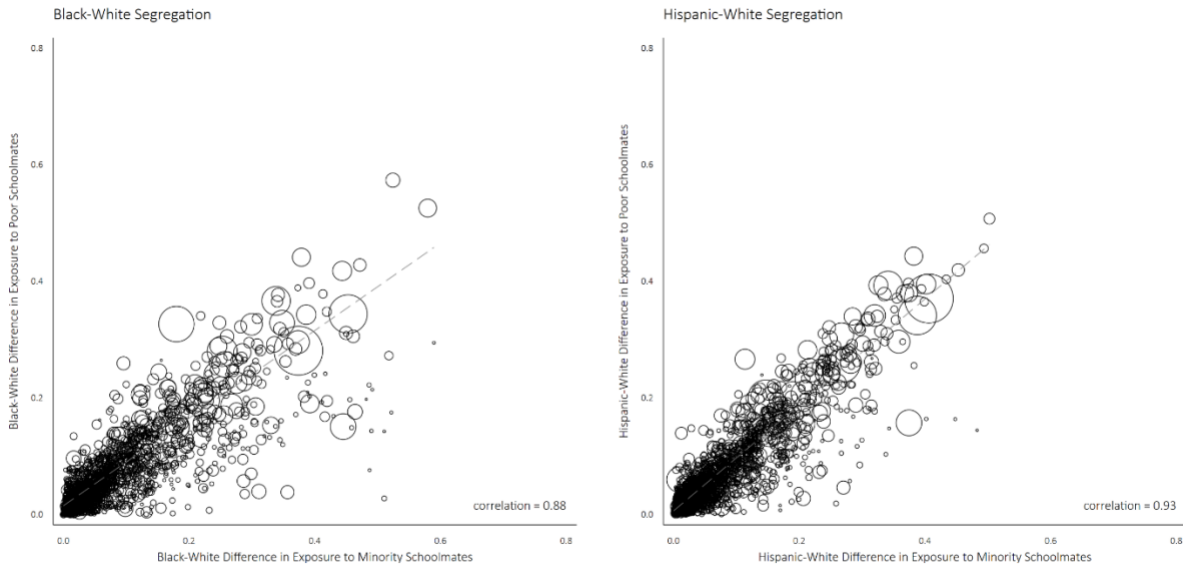 Black-White Segregation
Black-White Difference in Exposure to Poor Schoolmates
0.8
0.6
0.4
0.2
0.0
correlation = 0.88
0.0 0.2 0.4 0.6 0.8
Black-White Difference in Exposure to Minority Schoolmates
Hispanic-White Segregation
Hispanic-White Difference in Exposure to Poor Schoolmates
0.8
0.6
0.4
0.2
0.0
correlation = 0.93
0.0 0.2 0.4 0.6 0.8
Hispanic-White Difference in Exposure to Minority Schoolmates